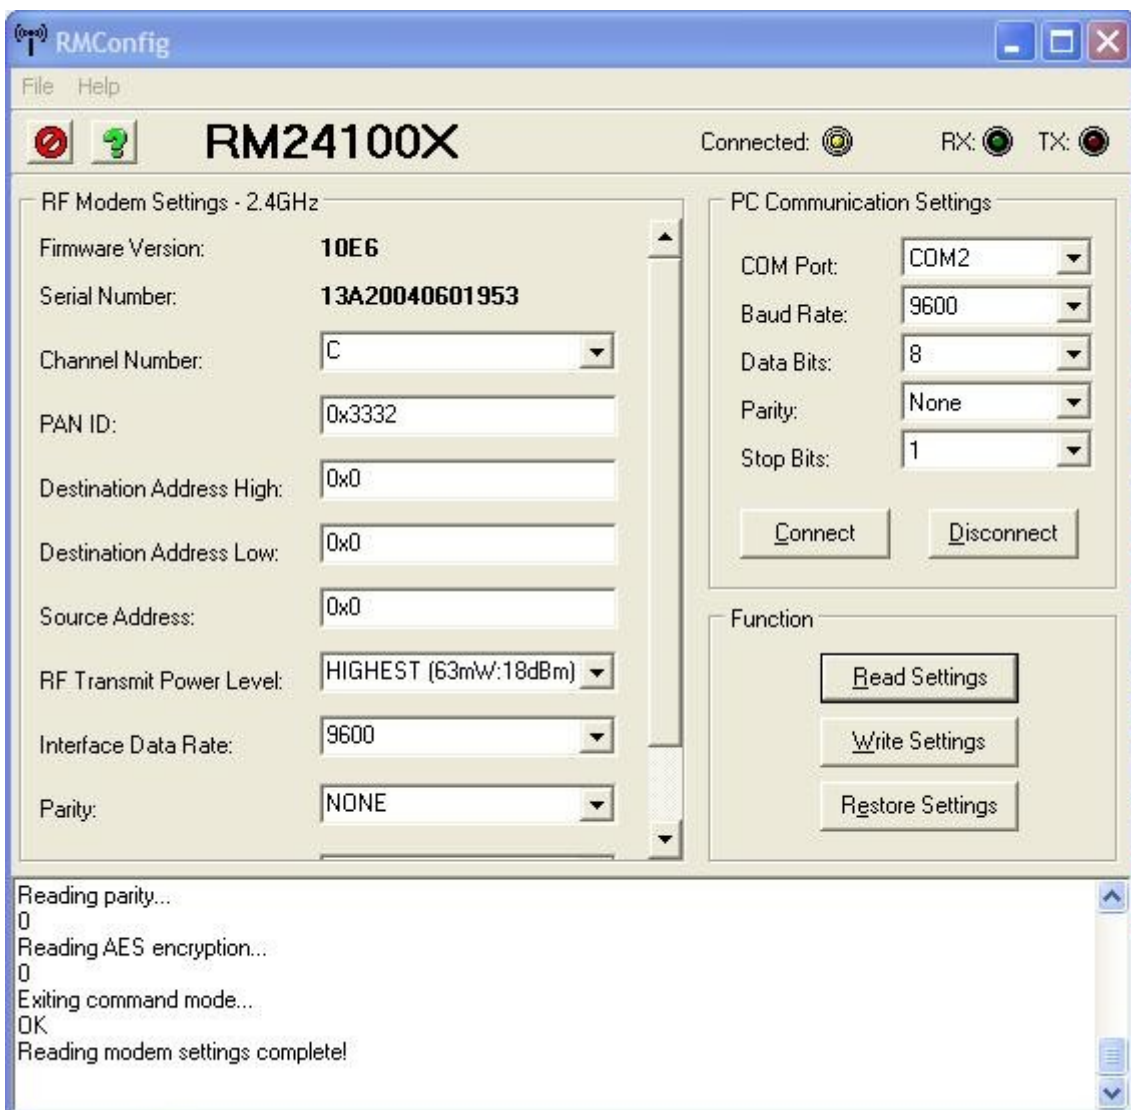 RMConfig
File Help
RM24100X Connected: RX: TX:
RF Modem Settings - 2.4GHz
Firmware Version: 10E6
Serial Number: 13A20040601953
Channel Number: C
PAN ID: 0x3332
Destination Address High: 0x0
Destination Address Low: 0x0
Source Address: 0x0
RF Transmit Power Level: HIGHEST (63mW:18dBm)
Interface Data Rate: 9600
Parity: NONE
PC Communication Settings
COM Port: COM2
Baud Rate: 9600
Data Bits: 8
Parity: None
Stop Bits: 1
Connect Disconnect
Function
Read Settings
Write Settings
Restore Settings
Reading parity...
0
Reading AES encryption...
0
Exiting command mode...
OK
Reading modem settings complete!